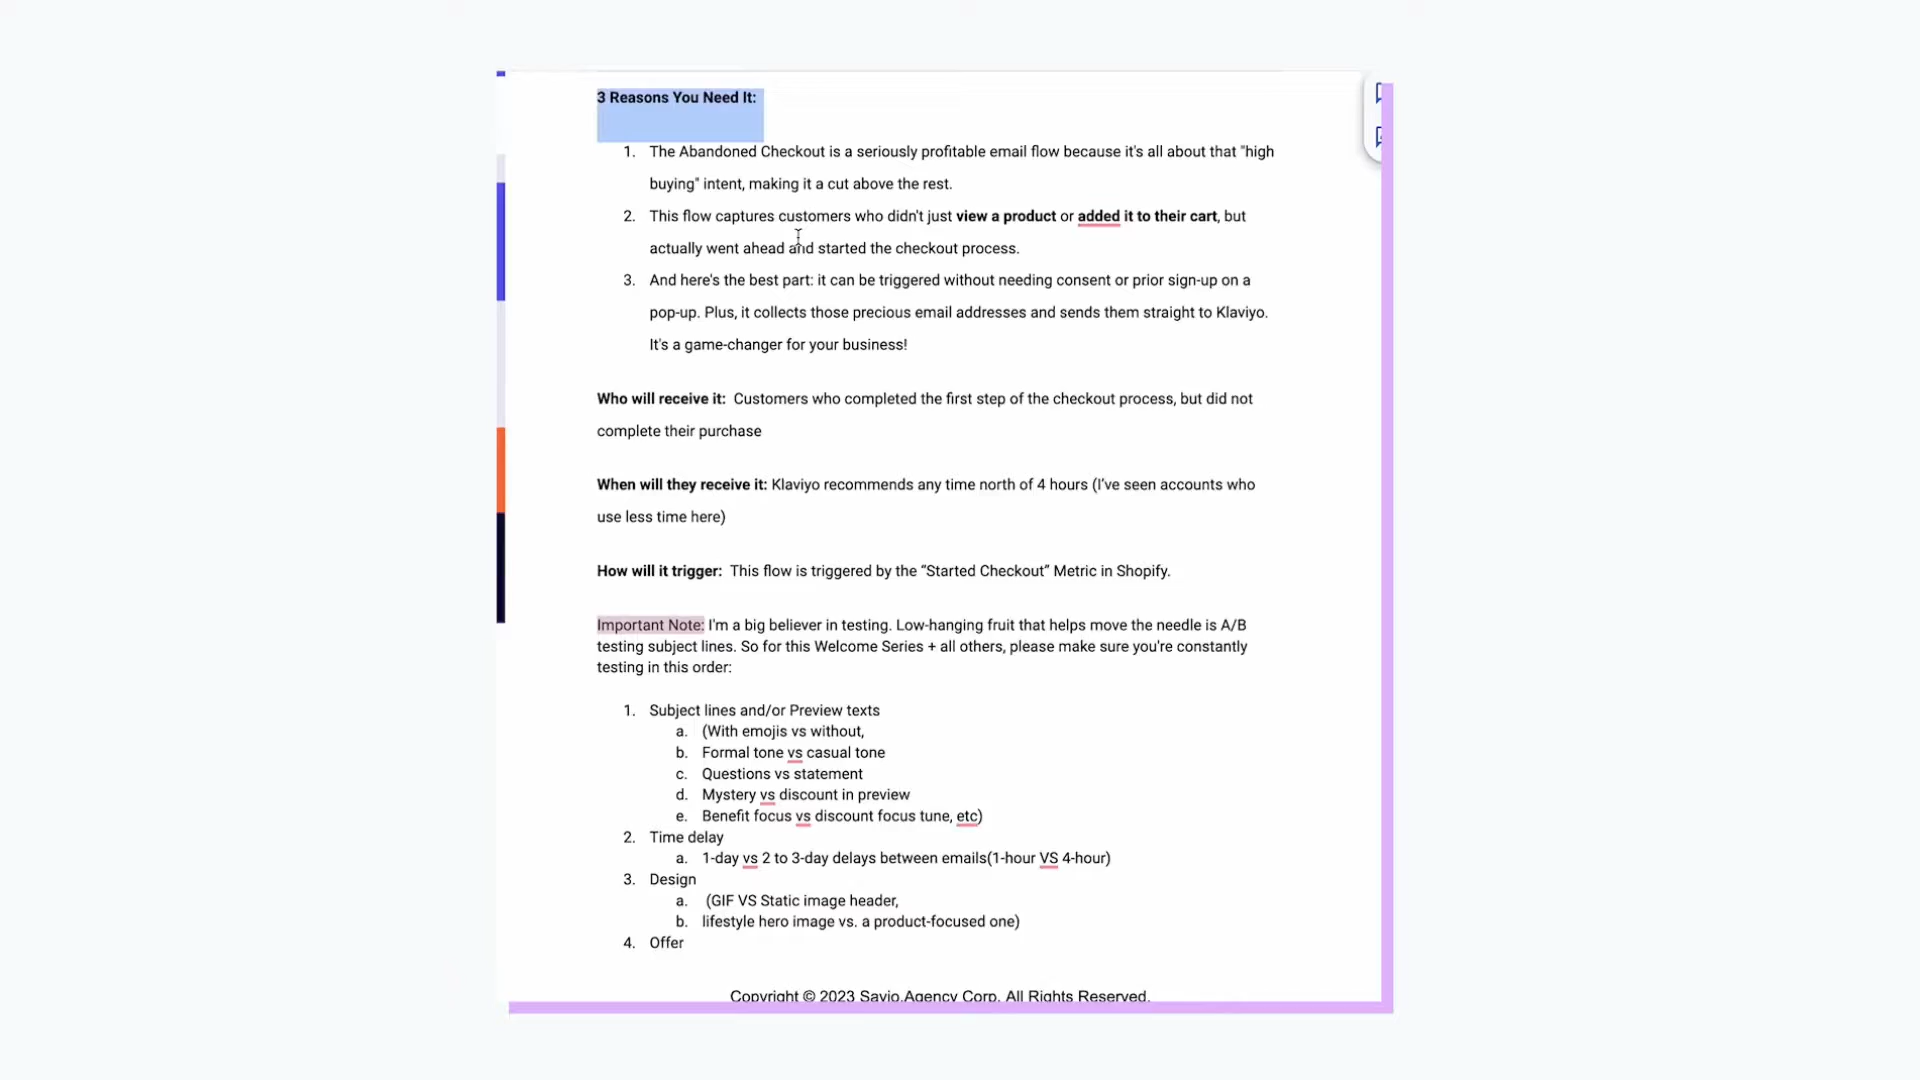 3 Reasons You Need It:
1. The Abandoned Checkout is a seriously profitable email flow because it's all about that "high
buying" intent, making it a cut above the rest.
2. This flow captures customers who didn't just view a product or added it to their cart, but
actually went ahead and started the checkout process.
3. And here's the best part: it can be triggered without needing consent or prior sign-up on a
pop-up. Plus, it collects those precious email addresses and sends them straight to Klaviyo.
It's a game-changer for your business!
Who will receive it: Customers who completed the first step of the checkout process, but did not
complete their purchase
When will they receive it: Klaviyo recommends any time north of 4 hours (I've seen accounts who
use less time here)
How will it trigger: This flow is triggered by the “Started Checkout” Metric in Shopify.
Important Note: I'm a big believer in testing. Low-hanging fruit that helps move the needle is A/B
testing subject lines. So for this Welcome Series + all others, please make sure you're constantly
testing in this order:
1. Subject lines and/or Preview texts
a. (With emojis vs without,
b. Formal tone vs casual tone
c. Questions vs statement
d. Mystery vs discount in preview
e. Benefit focus vs discount focus tune, etc)
2. Time delay
a. 1-day vs 2 to 3-day delays between emails(1-hour VS 4-hour)
3. Design
a. (GIF VS Static image header,
b. lifestyle hero image vs. a product-focused one)
4. Offer
Copyright © 2023 Savio.Agency Corp. All Rights Reserved.